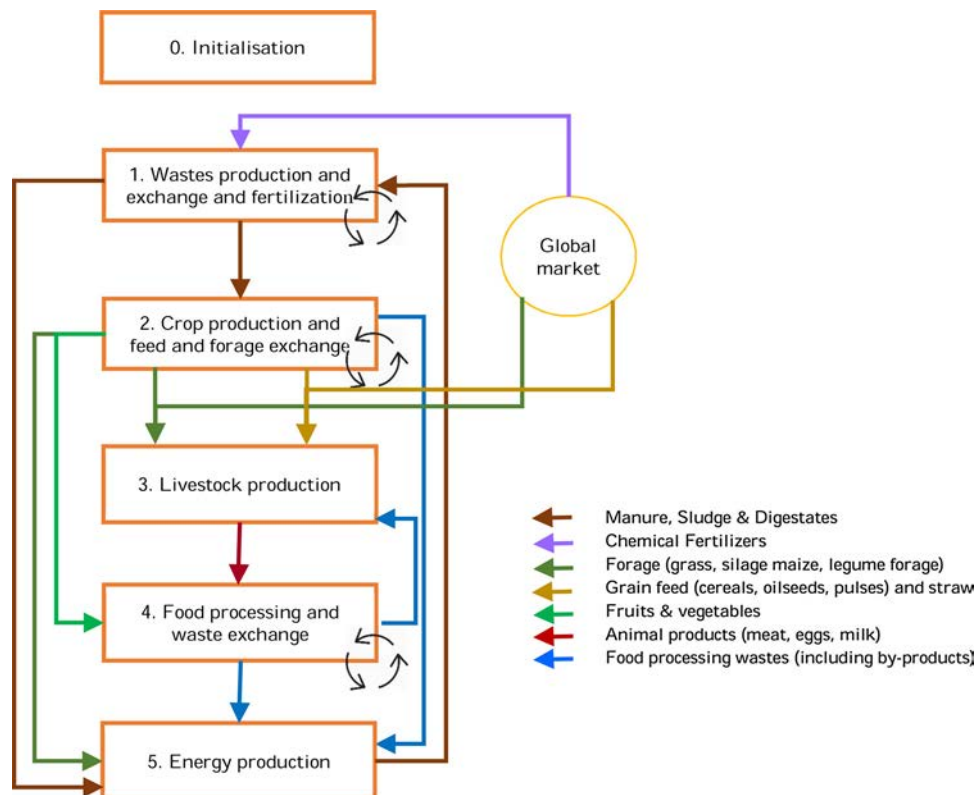 0. Initialisation
1. Wastes production and
exchange and fertilization
Global
market
2. Crop production and
feed and forage exchange
3. Livestock production
4. Food processing and
waste exchange
5. Energy production
Manure, Sludge & Digestates
Chemical Fertilizers
Forage (grass, silage maize, legume forage)
Grain feed (cereals, oilseeds, pulses) and straw
Fruits & vegetables
Animal products (meat, eggs, milk)
Food processing wastes (including by-products)